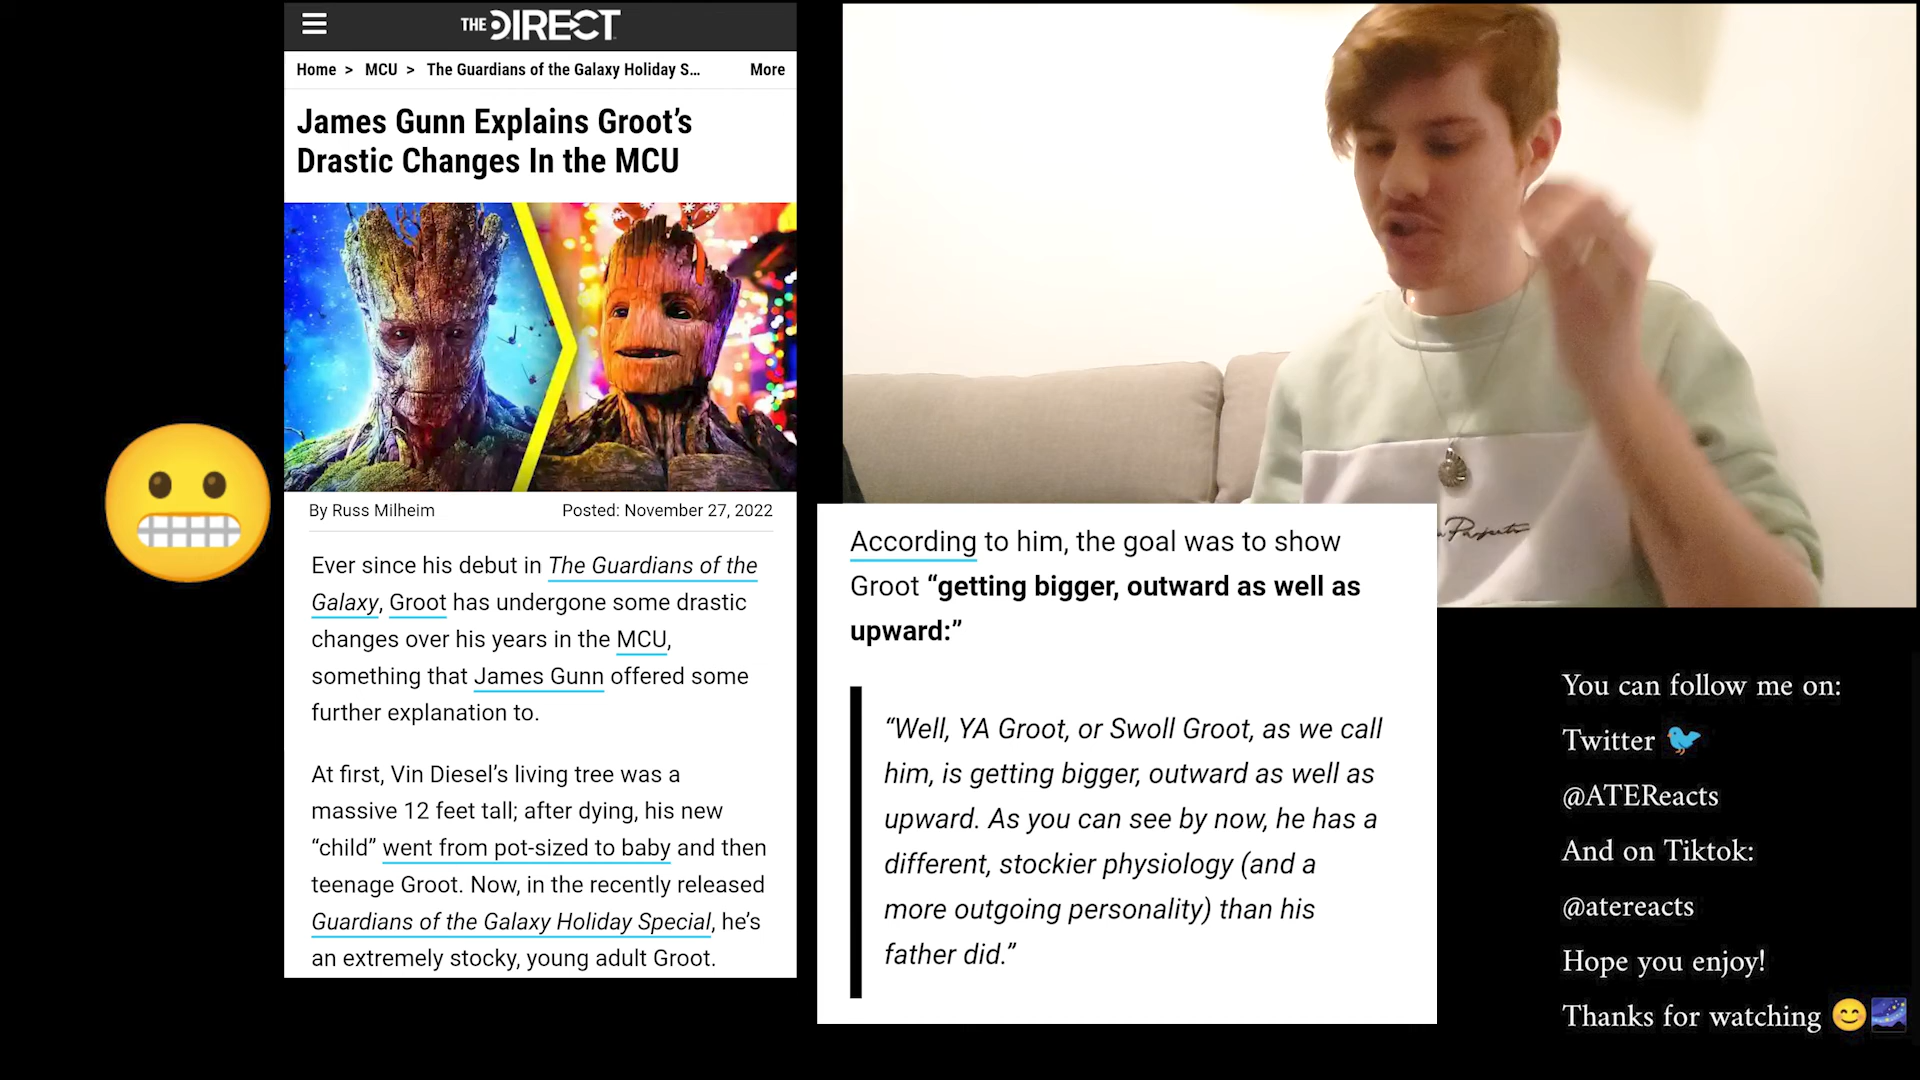 THE DIRECT
Home > MCU > The Guardians of the Galaxy Holiday S... More
James Gunn Explains Groot’s
Drastic Changes In the MCU
By Russ Milheim Posted: November 27, 2022
Ever since his debut in The Guardians of the
Galaxy, Groot has undergone some drastic
changes over his years in the MCU,
something that James Gunn offered some
further explanation to.
At first, Vin Diesel’s living tree was a
massive 12 feet tall; after dying, his new
“child” went from pot-sized to baby and then
teenage Groot. Now, in the recently released
Guardians of the Galaxy Holiday Special, he’s
an extremely stocky, young adult Groot.
According to him, the goal was to show
Groot “getting bigger, outward as well as
upward:”
“Well, YA Groot, or Swoll Groot, as we call
him, is getting bigger, outward as well as
upward. As you can see by now, he has a
different, stockier physiology (and a
more outgoing personality) than his
father did.”
You can follow me on:
Twitter 🐦
@ATEReacts
And on Tiktok:
@atereacts
Hope you enjoy!
Thanks for watching 😊🌌